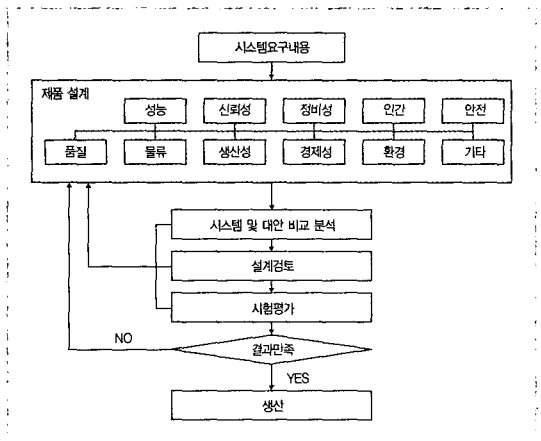 시스템요구내용
제품 설계
성능 신뢰성 정비성 인간 안전
품질 물류 생산성 경제성 환경 기타
시스템 및 대안 비교 분석
설계검토
시험평가
NO
결과만족
YES
생산